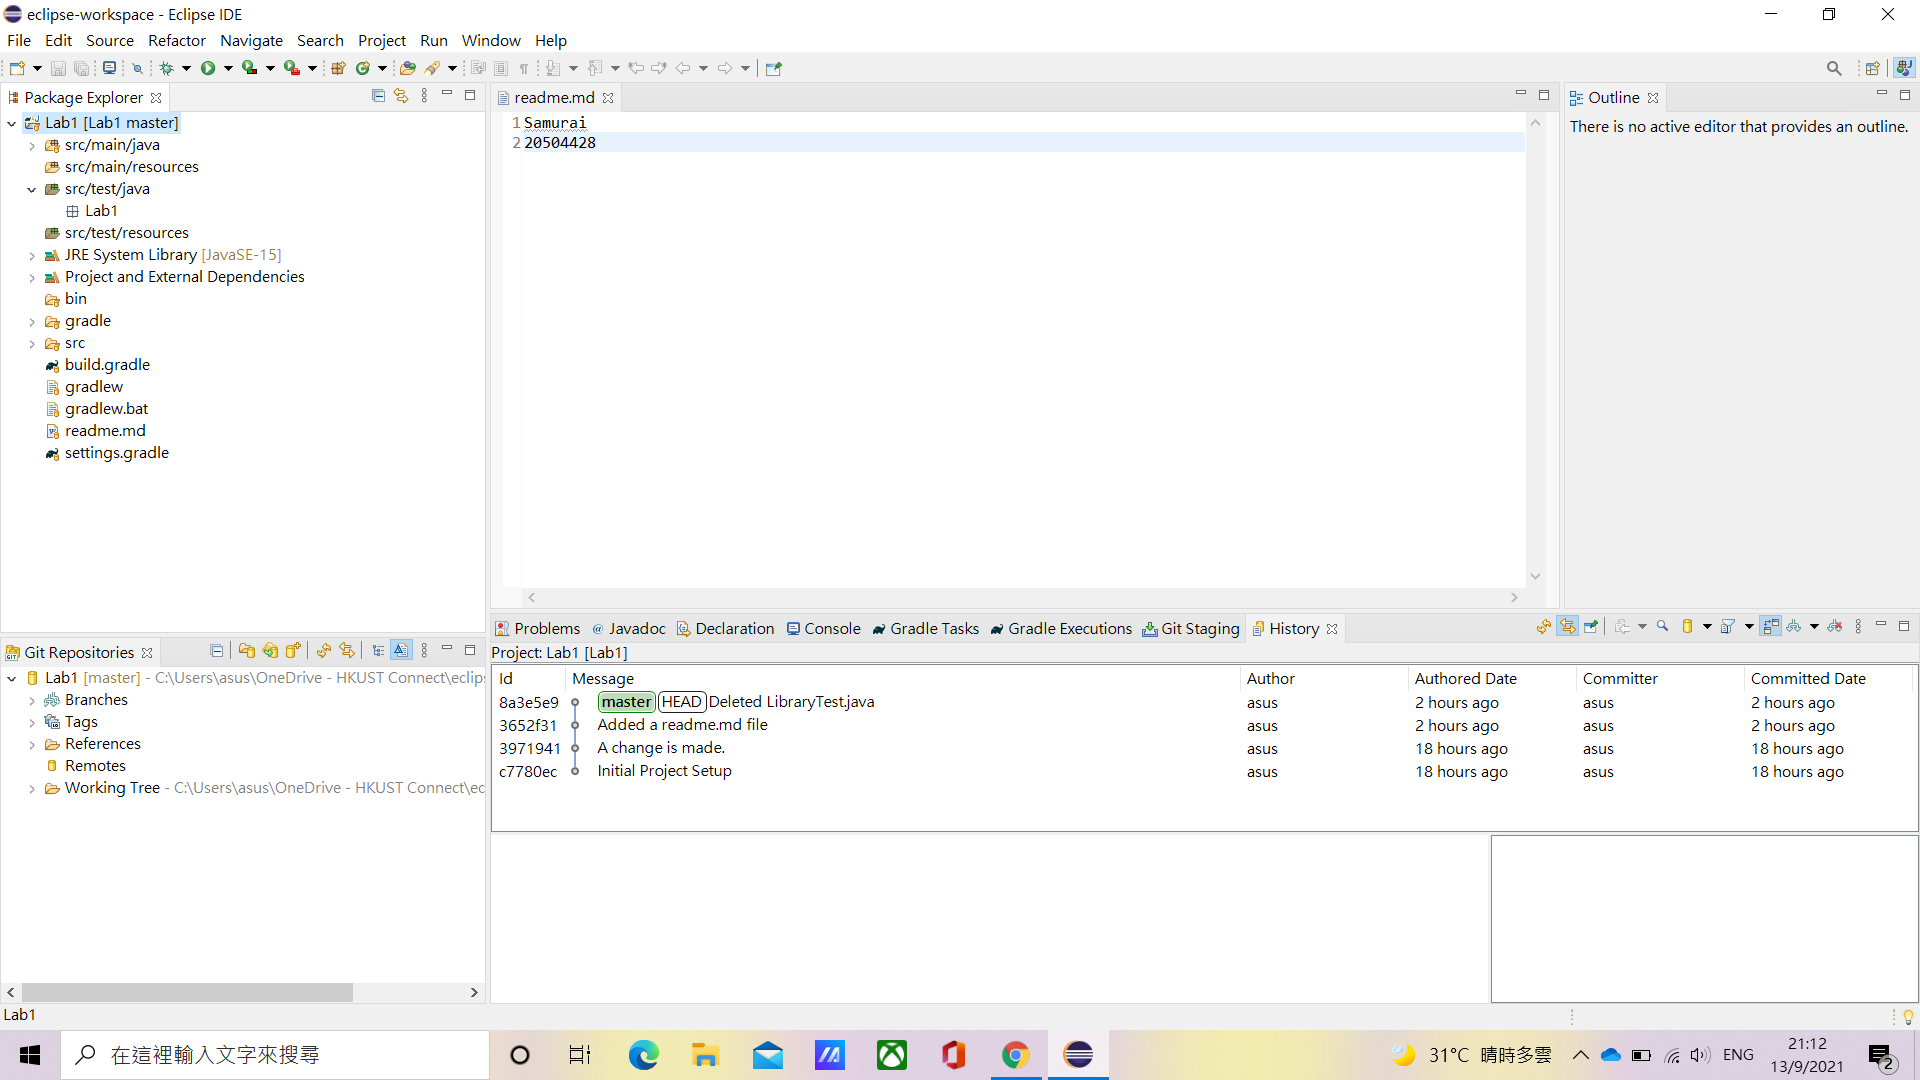 eclipse-workspace - Eclipse IDE
File Edit Source Refactor Navigate Search Project Run Window Help
Package Explorer
Lab1 [Lab1 master]
src/main/java
src/main/resources
src/test/java
Lab1
src/test/resources
JRE System Library [JavaSE-15]
Project and External Dependencies
bin
gradle
src
build.gradle
gradlew
gradlew.bat
readme.md
settings.gradle
readme.md
1 Samurai
2 20504428
Outline
There is no active editor that provides an outline.
Git Repositories
Lab1 [master] - C:\Users\asus\OneDrive - HKUST Connect\eclips
Branches
Tags
References
Remotes
Working Tree - C:\Users\asus\OneDrive - HKUST Connect\ec
Problems Javadoc Declaration Console Gradle Tasks Gradle Executions Git Staging History
Project: Lab1 [Lab1]
Id Message Author Authored Date Committer Committed Date
8a3e5e9 master HEAD Deleted LibraryTest.java asus 2 hours ago asus 2 hours ago
3652f31 Added a readme.md file asus 2 hours ago asus 2 hours ago
3971941 A change is made. asus 18 hours ago asus 18 hours ago
c7780ec Initial Project Setup asus 18 hours ago asus 18 hours ago
Lab1
在這裡輸入文字來搜尋
31°C 晴時多雲
ENG
21:12
13/9/2021
2